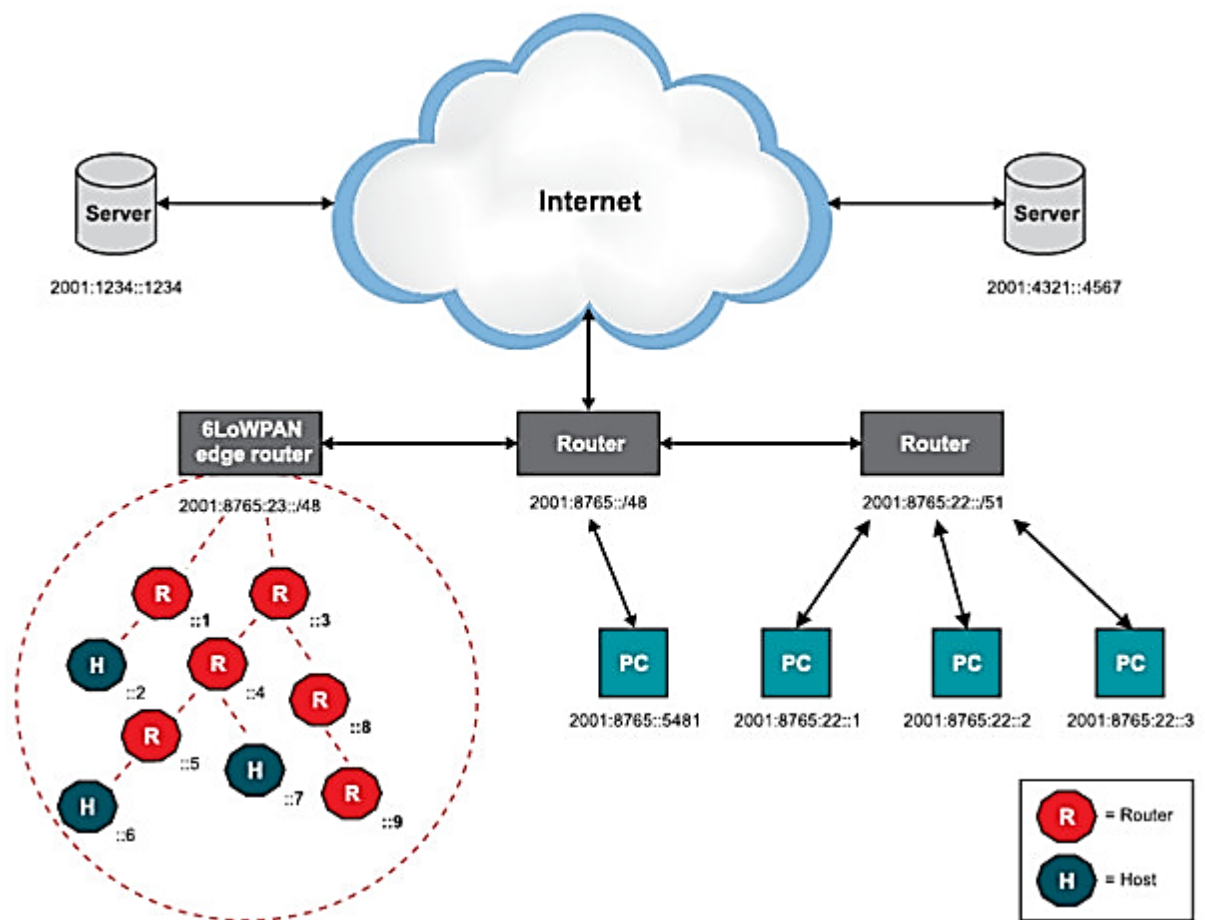 Internet
Server
2001:1234::1234
Server
2001:4321::4567
6LoWPAN
edge router
2001:8765:23::/48
Router
2001:8765::/48
Router
2001:8765:22::/51
R
::1
R
::3
H
::2
R
::4
R
::8
R
::5
H
::7
R
::9
H
::6
PC
2001:8765::5481
PC
2001:8765:22::1
PC
2001:8765:22::2
PC
2001:8765:22::3
R = Router
H = Host